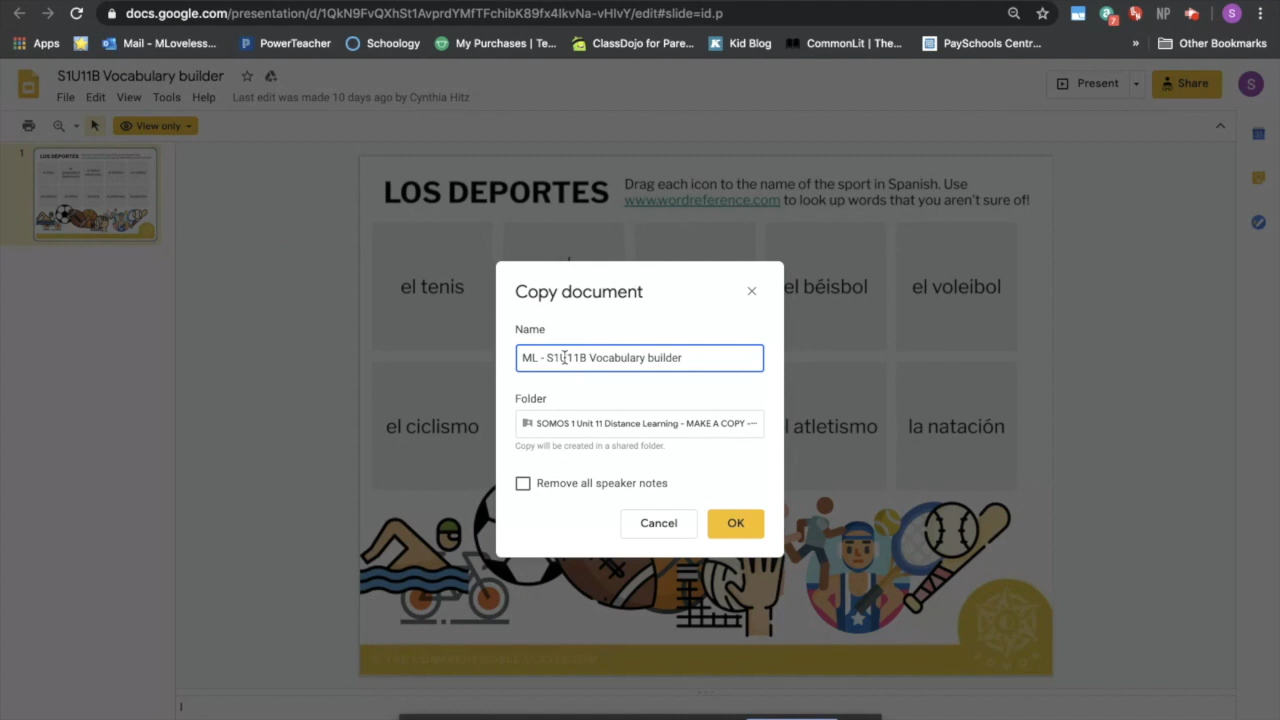 docs.google.com/presentation/d/1QkN9FvQXhSt1AvprdYMfTFchibK89fx4IkvNa-vHIvY/edit#slide=id.p
NP
7
S
Apps
Mail - MLoveless...
PowerTeacher
Schoology
My Purchases | Te...
ClassDojo for Pare...
Kid Blog
CommonLit | The...
PaySchools Centr...
»
Other Bookmarks
S1U11B Vocabulary builder
File Edit View Tools Help
Last edit was made 10 days ago by Cynthia Hitz
Present
Share
S
View only
1
LOS DEPORTES
Drag each icon to the name of the sport in Spanish. Use
www.wordreference.com to look up words that you aren't sure of!
el tenis
el béisbol
el voleibol
el ciclismo
l atletismo
la natación
Copy document
Name
ML - S1U11B Vocabulary builder
Folder
SOMOS 1 Unit 11 Distance Learning - MAKE A COPY -...
Copy will be created in a shared folder.
Remove all speaker notes
Cancel
OK